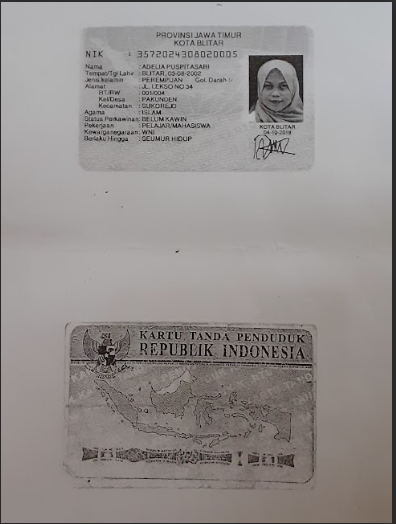 PROVINSI JAWA TIMUR
KOTA BLITAR
NIK : 3572024308020005
Nama : ADELIA PUSPITASARI
Tempat/Tgl Lahir : BLITAR, 03-08-2002
Jenis kelamin : PEREMPUAN Gol. Darah :-
Alamat : JL. LEKSO NO 34
RT/RW : 001/004
Kel/Desa : PAKUNDEN
Kecamatan : SUKOREJO
Agama : ISLAM
Status Perkawinan: BELUM KAWIN
Pekerjaan : PELAJAR/MAHASISWA
Kewarganegaraan: WNI
Berlaku Hingga : SEUMUR HIDUP
KOTA BLITAR
KARTU TANDA PENDUDUK
REPUBLIK INDONESIA